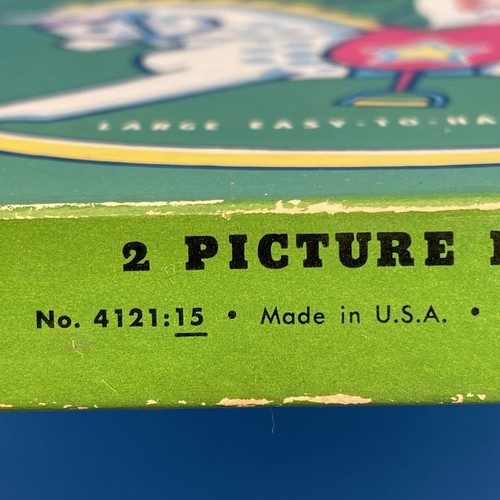 LARGE EASY-TO-HA
2 PICTURE
No. 4121:15 • Made in U.S.A. •